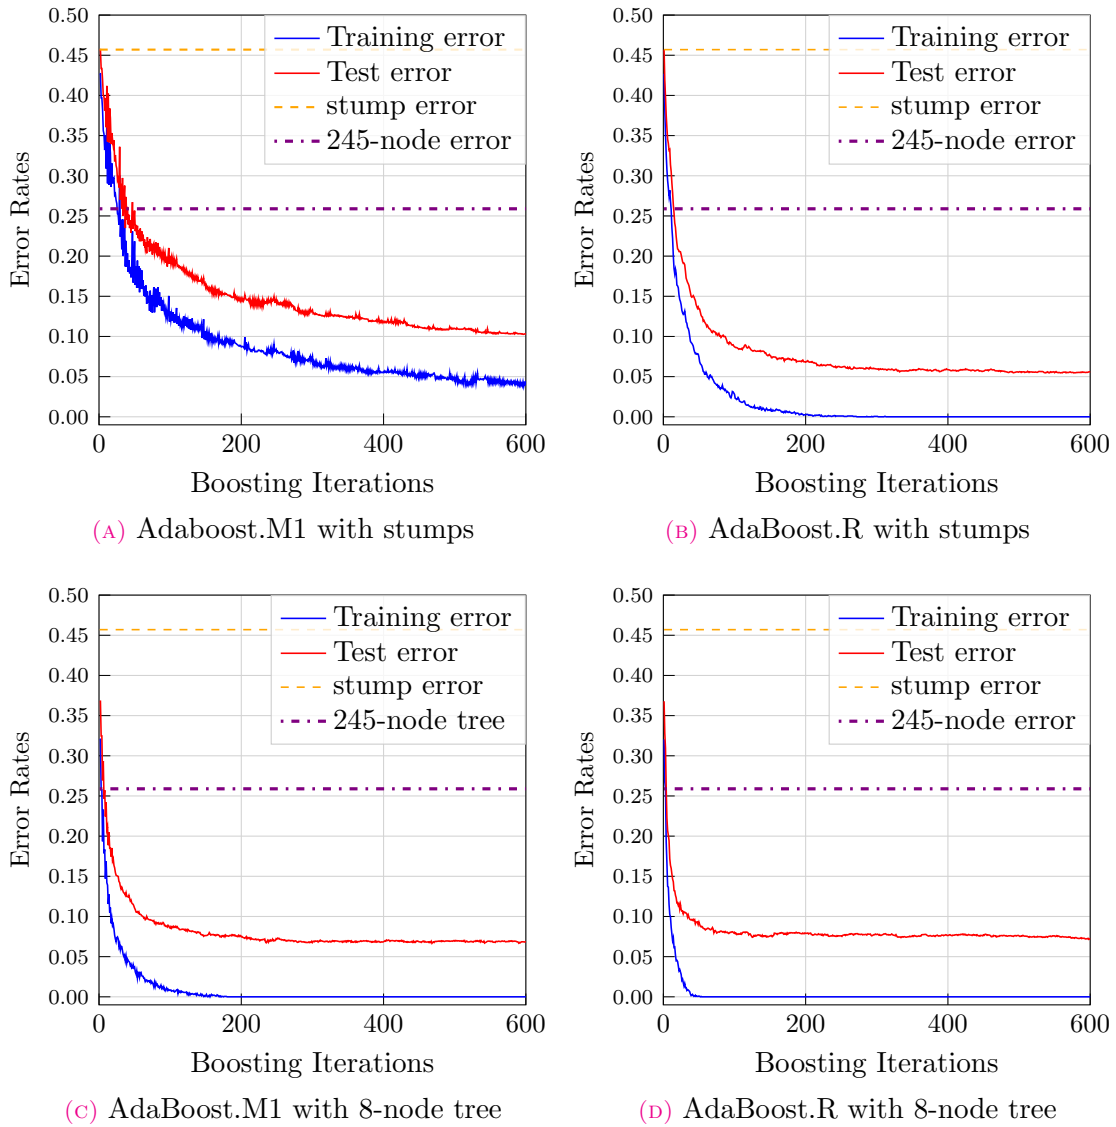 0.50
0.45
0.40
0.35
0.30
0.25
0.20
0.15
0.10
0.05
0.00
Error Rates
Training error
Test error
stump error
245-node error
0 200 400 600
Boosting Iterations
(A) Adaboost.M1 with stumps
0.50
0.45
0.40
0.35
0.30
0.25
0.20
0.15
0.10
0.05
0.00
Error Rates
Training error
Test error
stump error
245-node error
0 200 400 600
Boosting Iterations
(B) AdaBoost.R with stumps
0.50
0.45
0.40
0.35
0.30
0.25
0.20
0.15
0.10
0.05
0.00
Error Rates
Training error
Test error
stump error
245-node tree
0 200 400 600
Boosting Iterations
(C) AdaBoost.M1 with 8-node tree
0.50
0.45
0.40
0.35
0.30
0.25
0.20
0.15
0.10
0.05
0.00
Error Rates
Training error
Test error
stump error
245-node error
0 200 400 600
Boosting Iterations
(D) AdaBoost.R with 8-node tree